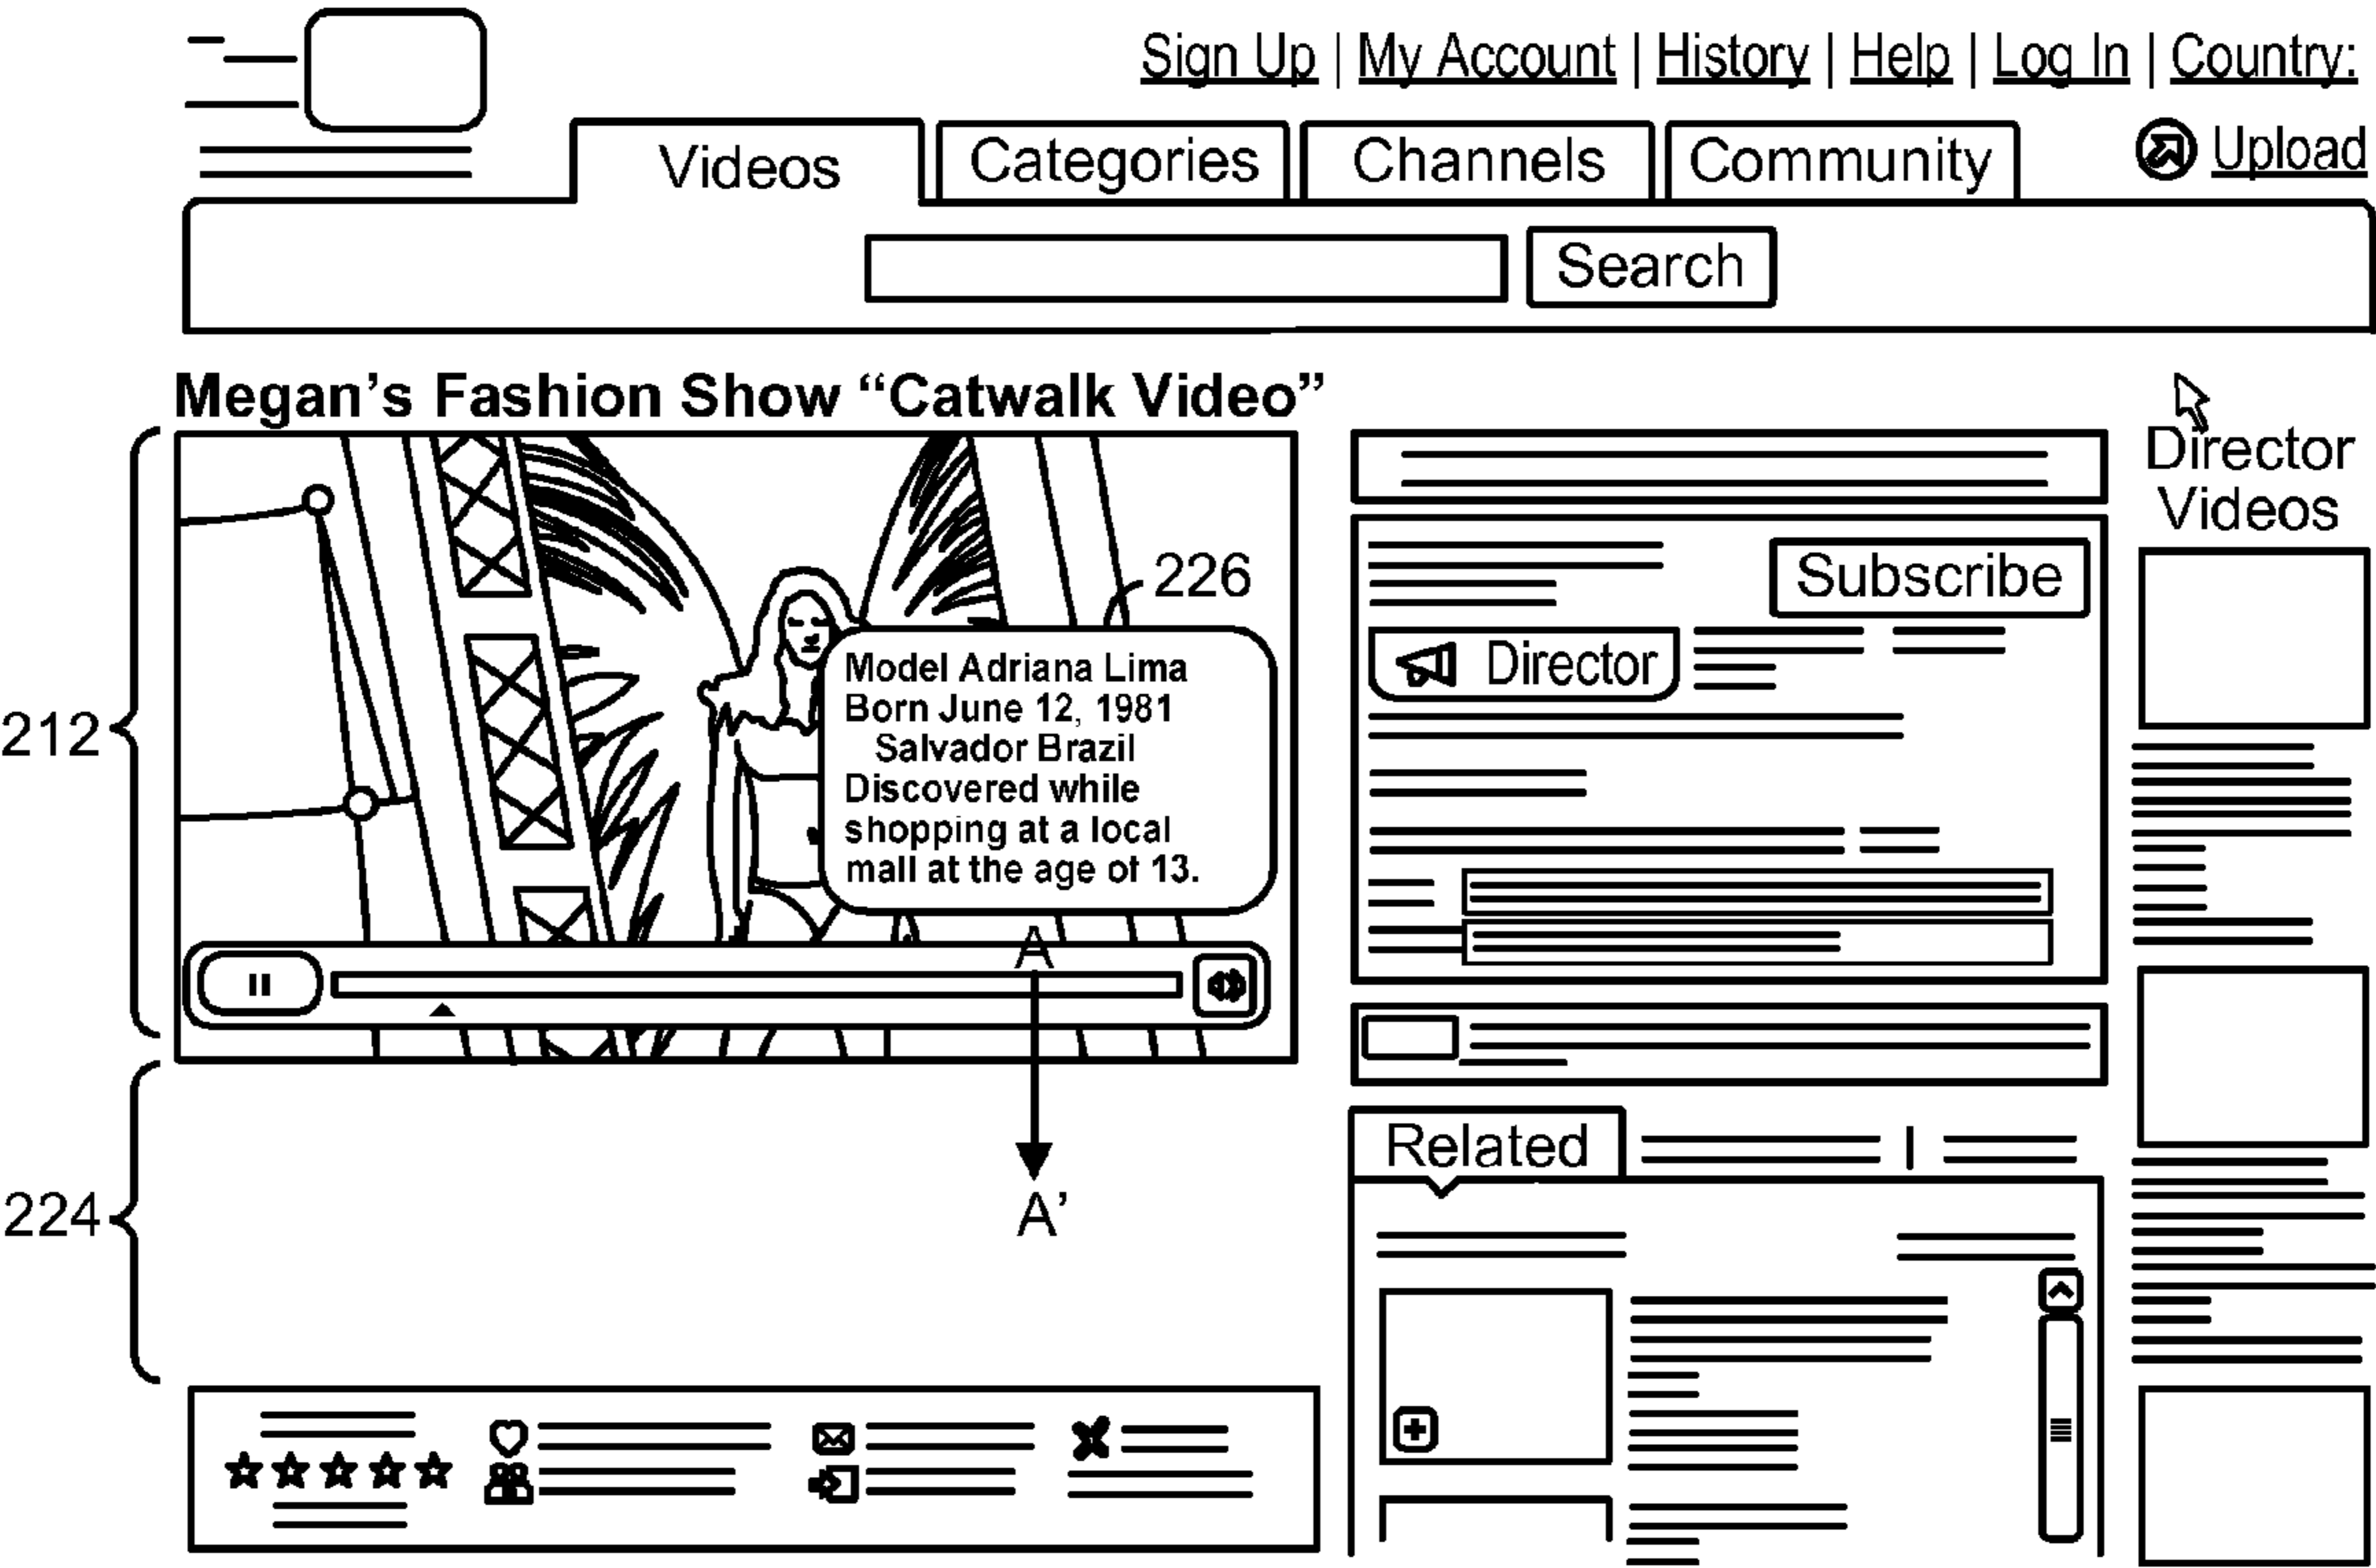 Sign Up | My Account | History | Help | Log In | Country:
Videos
Categories
Channels
Community
Upload
Search
Megan’s Fashion Show “Catwalk Video”
Director
Videos
226
Subscribe
Model Adriana Lima
Born June 12, 1981
Salvador Brazil
Discovered while
shopping at a local
mall at the age of 13.
Director
212
A
Related
A’
224